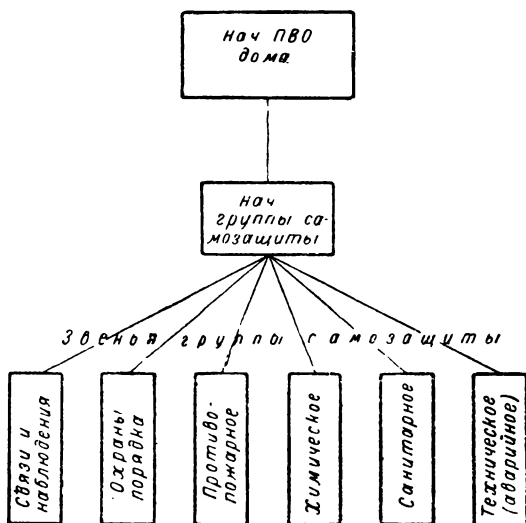 нач ПВО
дома
нач
группы са-
мозащиты
Звенья группы самозащиты
Связи и
наблюдения
Охраны
порядка
Противо-
пожарное
Химическое
Санитарное
Техническое
(аварийное)